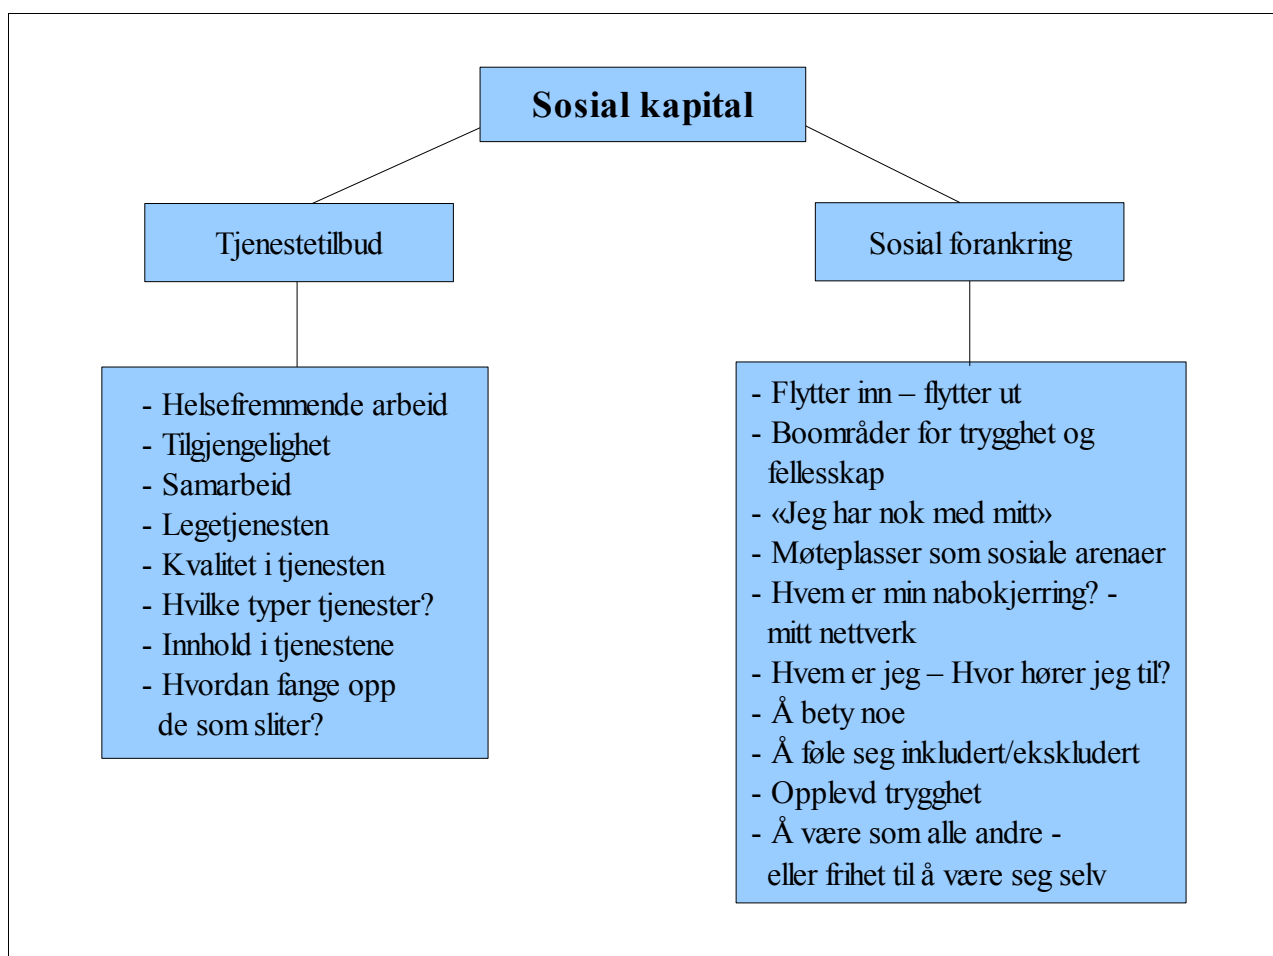 Sosial kapital
Tjenestetilbud
Sosial forankring
- Helsefremmende arbeid
- Tilgjengelighet
- Samarbeid
- Legetjenesten
- Kvalitet i tjenesten
- Hvilke typer tjenester?
- Innhold i tjenestene
- Hvordan fange opp
de som sliter?
- Flytter inn – flytter ut
- Boområder for trygghet og
fellesskap
- «Jeg har nok med mitt»
- Møteplasser som sosiale arenaer
- Hvem er min nabokjerring? -
mitt nettverk
- Hvem er jeg – Hvor hører jeg til?
- Å bety noe
- Å føle seg inkludert/ekskludert
- Opplevd trygghet
- Å være som alle andre -
eller frihet til å være seg selv